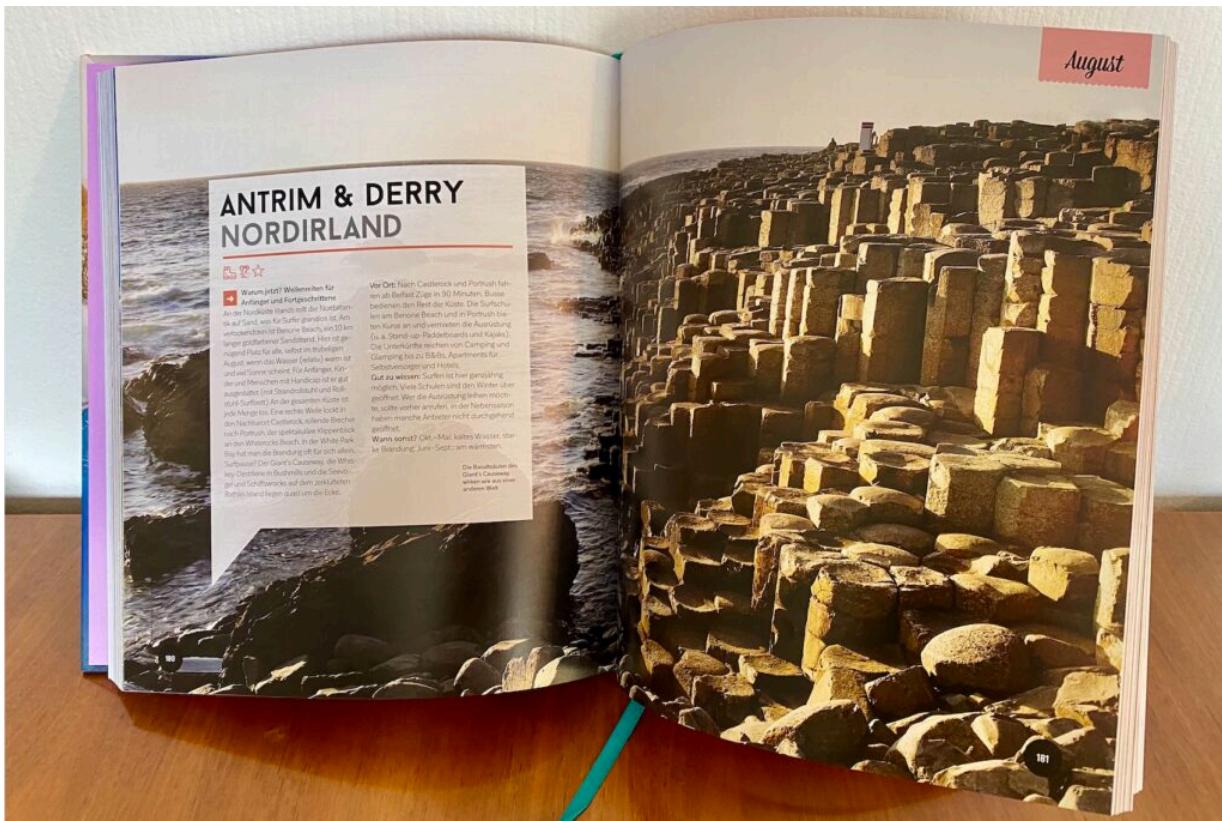 August
ANTRIM & DERRY
NORDIRLAND
Warum jetzt? Wellenreiten für
Anfänger und Fortgeschrittene
An der Nordküste Irlands rollt der Nordatlan-
tik auf Sand, was für Surfer grandios ist. Am
verlockendsten ist Benone Beach, ein 10 km
langer goldfarbener Sandstrand. Hier ist ge-
nügend Platz für alle, selbst im trubeligen
August, wenn das Wasser (relativ) warm ist
und viel Sonne scheint. Für Anfänger, Kin-
der und Menschen mit Handicap ist er gut
ausgestattet (mit Strandrollstuhl und Roll-
stuhl-Surfbrett). An der gesamten Küste ist
jede Menge los. Eine rechte Welle lockt in
den Nachbarort Castlerock, rollende Brecher
nach Portrush, der spektakuläre Klippenblick
an den Whiterocks Beach. In der White Park
Bay hat man die Brandung oft für sich allein.
Surfpause? Der Giant's Causeway, die Whis-
key-Destillerie in Bushmills und die Seevö-
gel und Schiffswracks auf dem zerklüfteten
Rathlin Island liegen quasi um die Ecke.
Vor Ort: Nach Castlerock und Portrush fah-
ren ab Belfast Züge in 90 Minuten. Busse
bedienen den Rest der Küste. Die Surfschu-
len am Benone Beach und in Portrush bie-
ten Kurse an und vermieten die Ausrüstung
(u. a. Stand-up-Paddleboards und Kajaks).
Die Unterkünfte reichen von Camping und
Glamping bis zu B&Bs, Apartments für
Selbstversorger und Hotels.
Gut zu wissen: Surfen ist hier ganzjährig
möglich. Viele Schulen sind den Winter über
geöffnet. Wer die Ausrüstung leihen möch-
te, sollte vorher anrufen, in der Nebensaison
haben manche Anbieter nicht durchgehend
geöffnet.
Wann sonst? Okt.–Mai: kaltes Wasser, star-
ke Brandung; Juni–Sept.: am wärmsten.
Die Basaltsäulen des
Giant's Causeway
wirken wie aus einer
anderen Welt
180
181